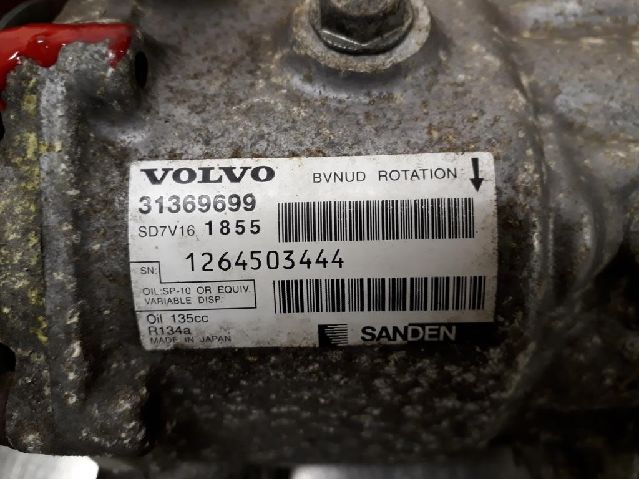 VOLVO BVNUD ROTATION ↓
31369699
SD7V16 1855
SN: 1264503444
OIL:SP-10 OR EQUIV.
VARIABLE DISP.
Oil 135cc
R134a
MADE IN JAPAN
SANDEN